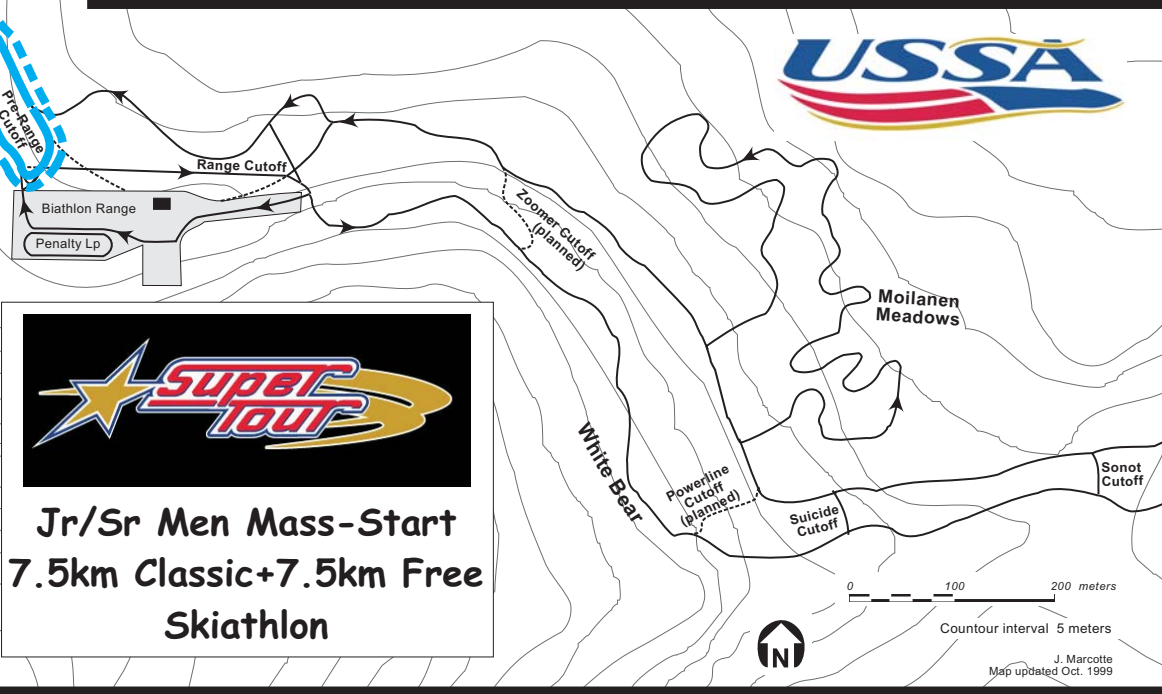 USSA
Pre-Range
Cutoff
Range Cutoff
Biathlon Range
Penalty Lp
Zoomer Cutoff
(planned)
Moilanen
Meadows
super
Tour
White Bear
Powerline
Cutoff
(planned)
Suicide
Cutoff
Sonot
Cutoff
Jr/Sr Men Mass-Start
7.5km Classic+7.5km Free
Skiathlon
0 100 200 meters
Countour interval 5 meters
N
J. Marcotte
Map updated Oct. 1999